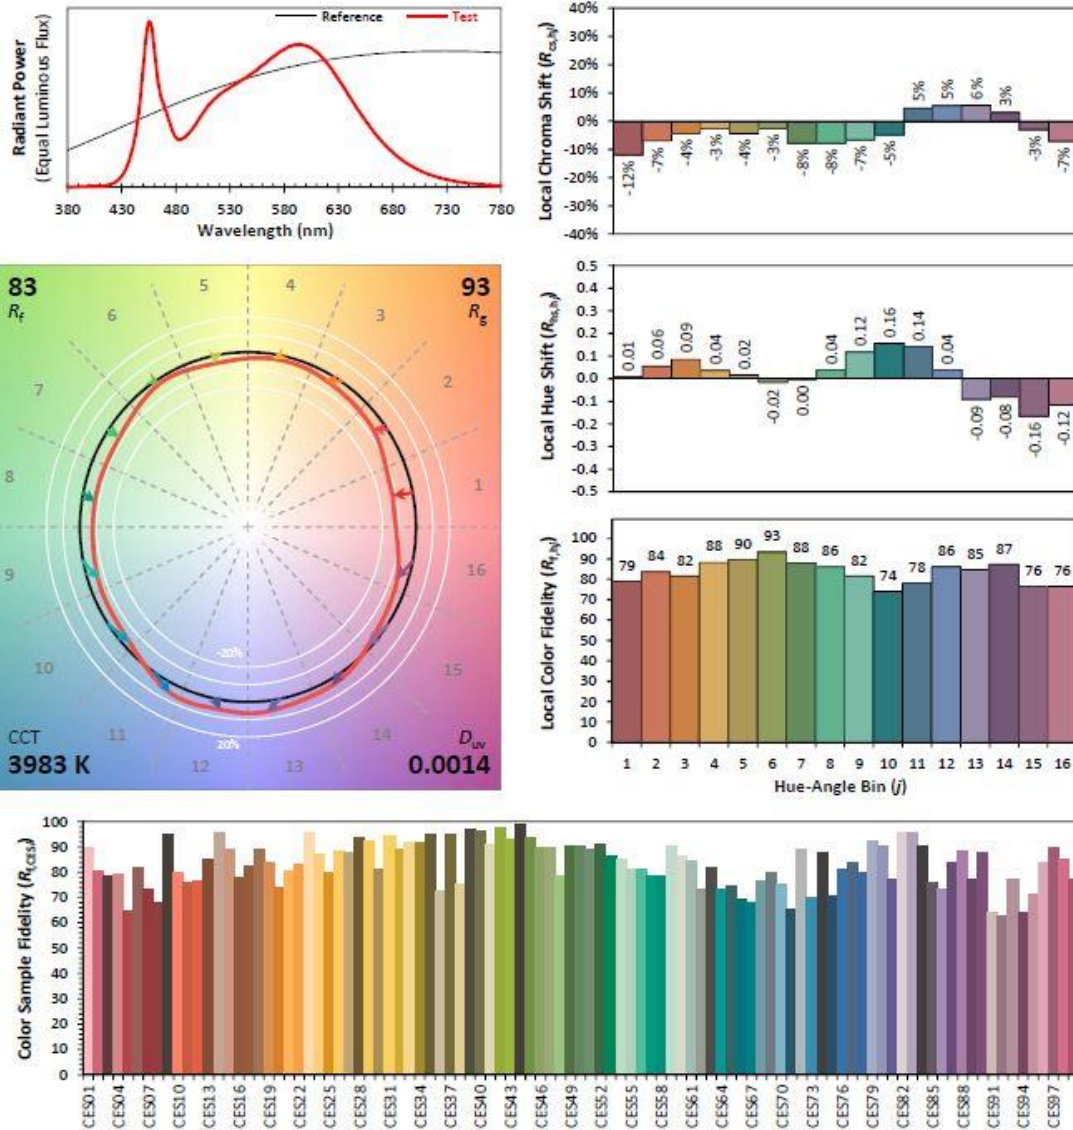 Radiant Power
(Equal Luminous Flux)
Reference
Test
380 430 480 530 580 630 680 730 780
Wavelength (nm)
Local Chroma Shift (Rcs,hj)
40%
30%
20%
10%
0%
-10%
-20%
-30%
-40%
-12% -7% -4% -3% -4% -3% -8% -8% -7% -5% 5% 5% 6% 3% -3% -7%
83
Rf
93
Rg
5 4
6 3
7 2
8 1
9 16
10 15
11 14
12 13
-20%
20%
CCT
3983 K
Duv
0.0014
Local Hue Shift (Rhs,hj)
0.5
0.4
0.3
0.2
0.1
0.0
-0.1
-0.2
-0.3
-0.4
-0.5
0.01 0.06 0.09 0.04 0.02 -0.02 0.00 0.04 0.12 0.16 0.14 0.04 -0.09 -0.08 -0.16 -0.12
Local Color Fidelity (Rf,hj)
100
90
80
70
60
50
40
30
20
10
0
79 84 82 88 90 93 88 86 82 74 78 86 85 87 76 76
1 2 3 4 5 6 7 8 9 10 11 12 13 14 15 16
Hue-Angle Bin (j)
Color Sample Fidelity (Rf,CESi)
100
90
80
70
60
50
40
30
20
10
0
CES01 CES04 CES07 CES10 CES13 CES16 CES19 CES22 CES25 CES28 CES31 CES34 CES37 CES40 CES43 CES46 CES49 CES52 CES55 CES58 CES61 CES64 CES67 CES70 CES73 CES76 CES79 CES82 CES85 CES88 CES91 CES94 CES97